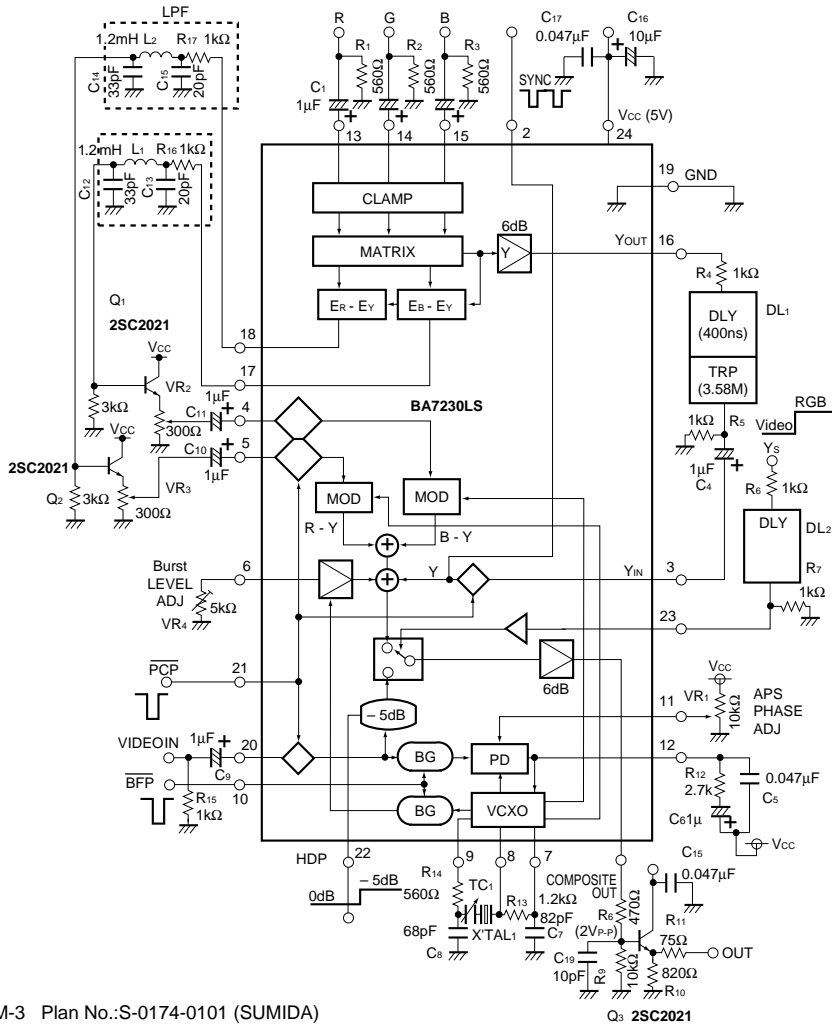 LPF
1.2mH L2 R17 1kΩ
C14 33pF C15 20pF
1.2mH L1 R16 1kΩ
C12 33pF C13 20pF
R G B
R1 560Ω R2 560Ω R3 560Ω
C1 1µF
13 14 15 2 24
C17 0.047µF C16 10µF
SYNC
VCC (5V)
19 GND
CLAMP
MATRIX
6dB
Y
YOUT 16
ER - EY EB - EY
R4 1kΩ
DLY (400ns) DL1
TRP (3.58M)
1kΩ R5
1µF C4
Video RGB
YS
R6 1kΩ
DLY DL2
R7 1kΩ
Q1
2SC2021
VCC
18
17
VR2
1µF
C11
4
BA7230LS
3kΩ
300Ω
VCC
C10
1µF
5
2SC2021
Q2 3kΩ
VR3
300Ω
MOD MOD
R - Y B - Y
+
+
Y
YIN 3
Burst LEVEL ADJ
6
5kΩ
VR4
23
6dB
PCP
21
– 5dB
VCC
11 VR1 10kΩ
APS PHASE ADJ
VIDEOIN 1µF 20
C9
BG PD
12
BFP 10
R15 1kΩ
BG VCXO
R12 2.7k
0.047µF C5
C61µ
VCC
HDP 22
0dB – 5dB
9 8 7
R14 560Ω
TC1
R13 1.2kΩ
X'TAL1
68pF C8
82pF C7
COMPOSITE OUT
(2VP-P)
R6 470Ω
C15 0.047µF
R11 75Ω
OUT
C19 10pF
R9 10kΩ
820Ω R10
Q3 2SC2021
M-3 Plan No.:S-0174-0101 (SUMIDA)